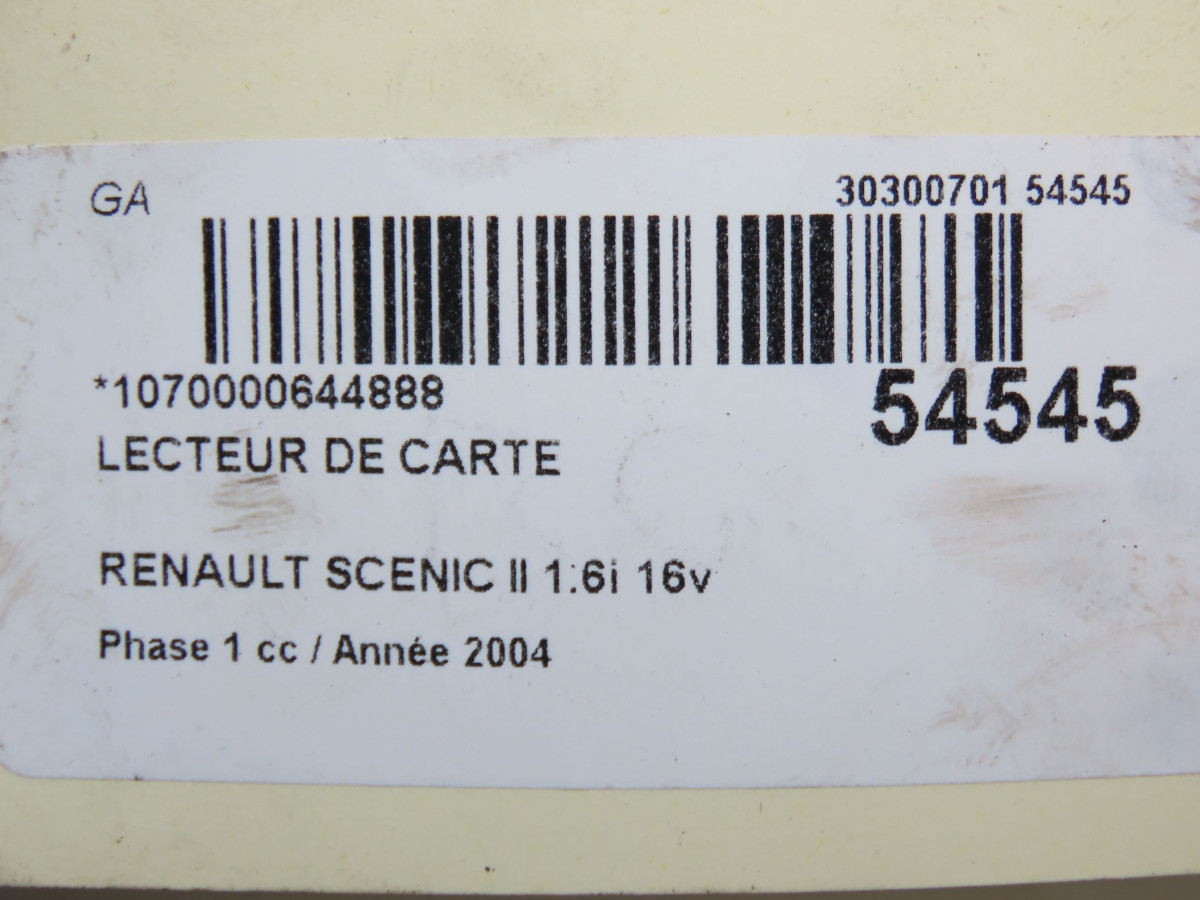 GA
30300701 54545
*1070000644888
54545
LECTEUR DE CARTE
RENAULT SCENIC II 1.6i 16v
Phase 1 cc / Année 2004